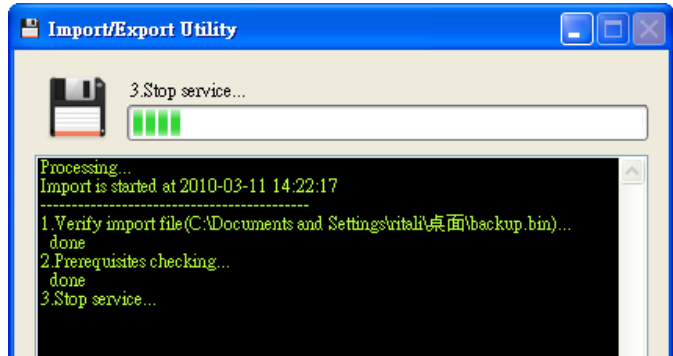 Import/Export Utility
3.Stop service...
Processing...
Import is started at 2010-03-11 14:22:17
-------------------------------------------
1.Verify import file(C:\Documents and Settings\ritali\桌面\backup.bin)...
done
2.Prerequisites checking...
done
3.Stop service...